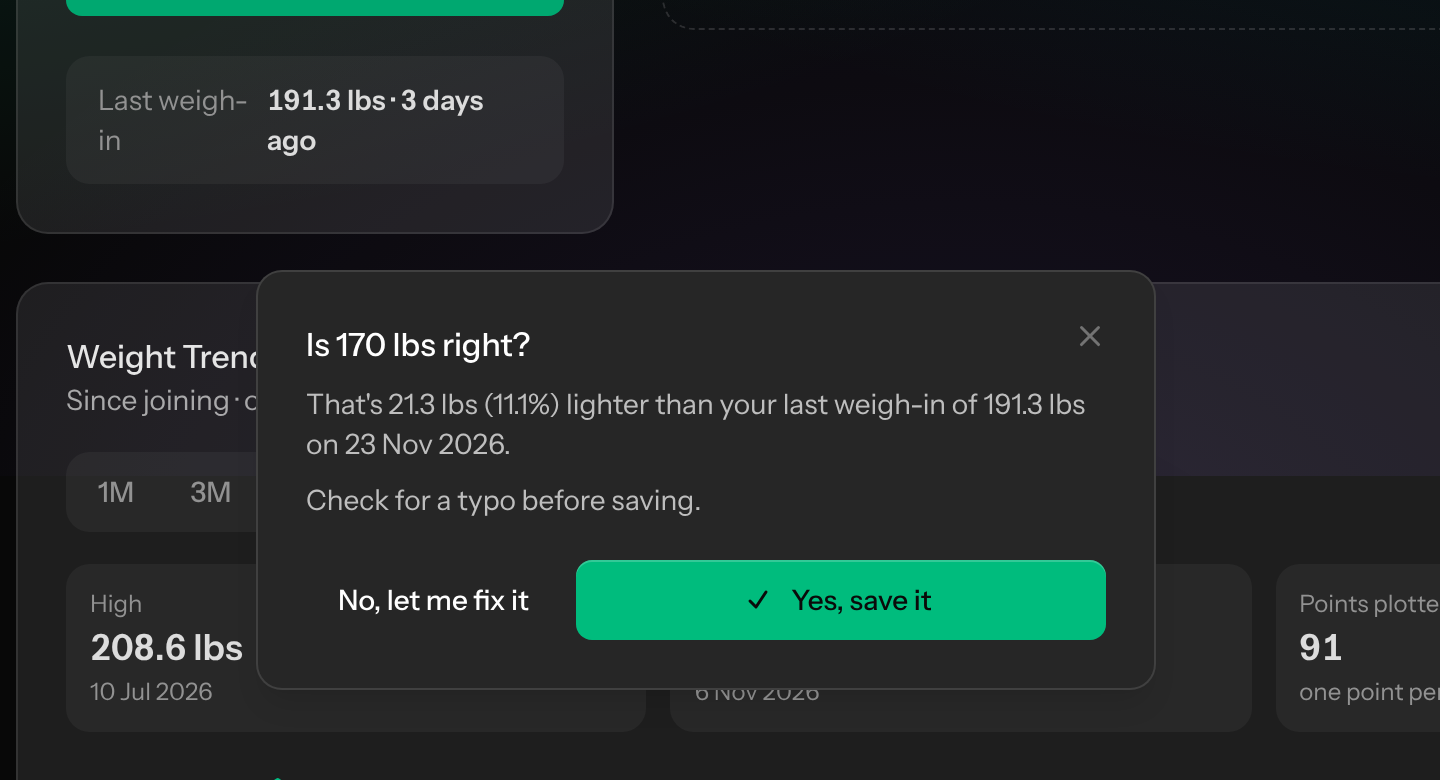 Last weigh-
in
191.3 lbs · 3 days
ago
Is 170 lbs right?
That's 21.3 lbs (11.1%) lighter than your last weigh-in of 191.3 lbs
on 23 Nov 2026.
Check for a typo before saving.
No, let me fix it
Yes, save it
Weight
Since joining ·
1M 3M
High
208.6 lbs
10 Jul 2026
6 Nov 2026
Points
91
one point